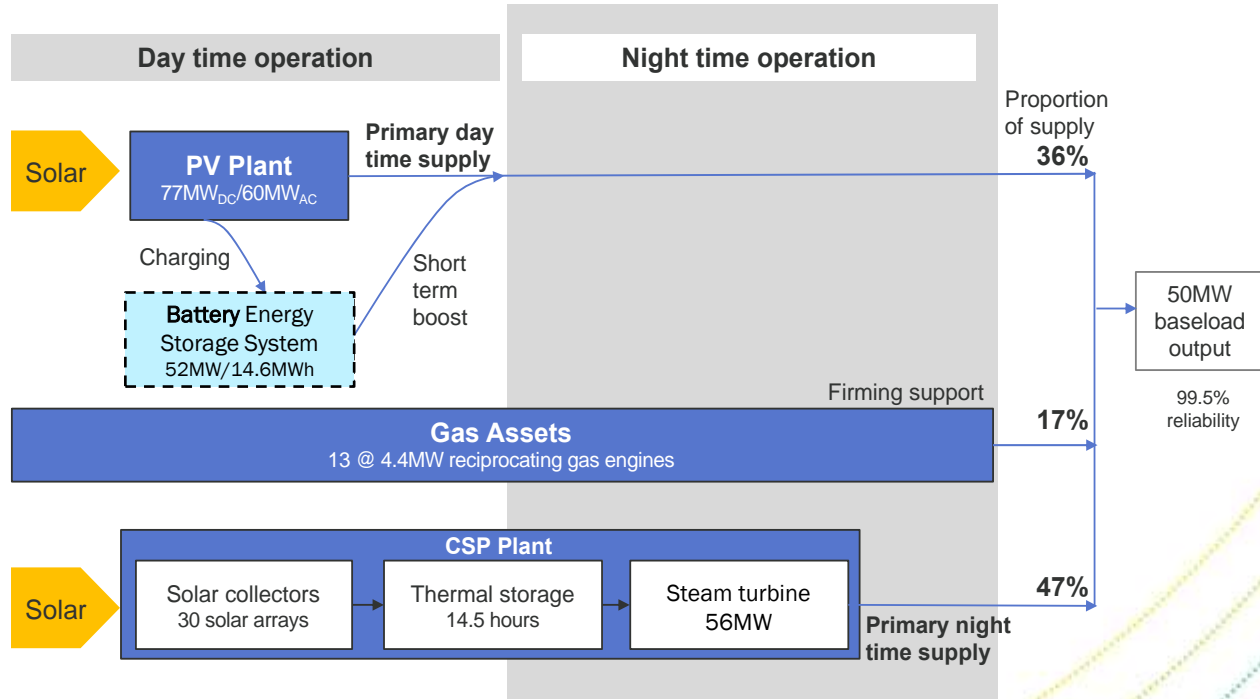 Day time operation
Night time operation
Proportion
of supply
36%
Solar
PV Plant
77MWDC/60MWAC
Primary day
time supply
Charging
Short
term
boost
Battery Energy
Storage System
52MW/14.6MWh
50MW
baseload
output
99.5%
reliability
Firming support
17%
Gas Assets
13 @ 4.4MW reciprocating gas engines
CSP Plant
Solar
Solar collectors
30 solar arrays
Thermal storage
14.5 hours
Steam turbine
56MW
47%
Primary night
time supply